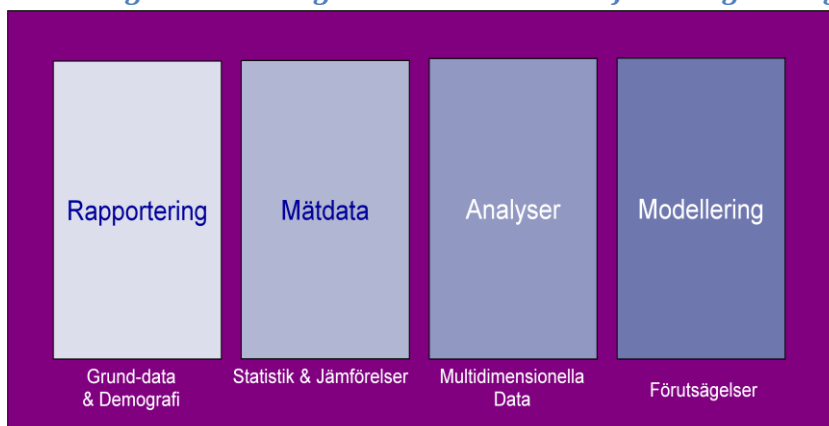 Rapportering
Mätdata
Analyser
Modellering
Grund-data
& Demografi
Statistik & Jämförelser
Multidimensionella
Data
Förutsägelser